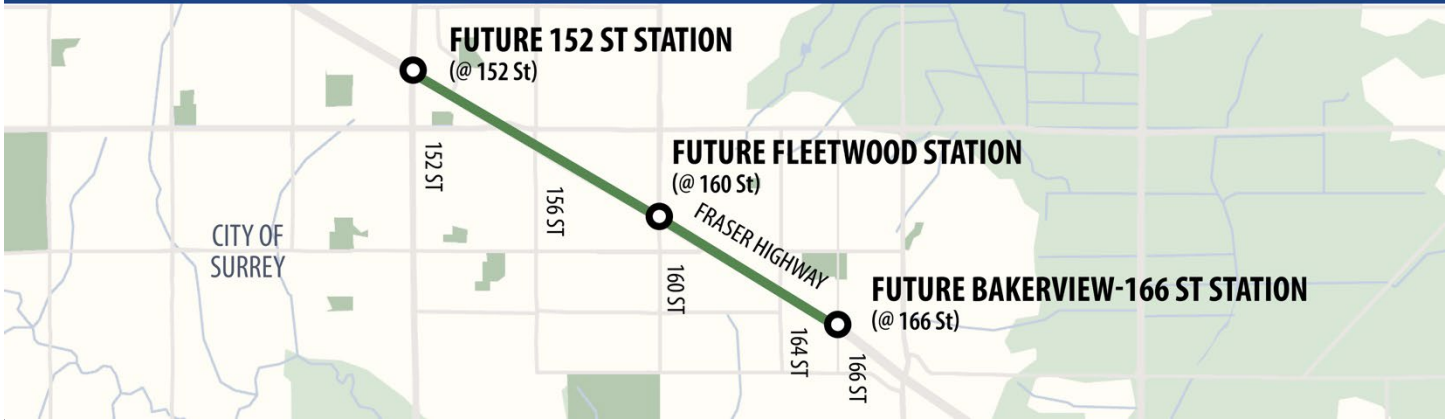 FUTURE 152 ST STATION
(@ 152 St)
152 ST
FUTURE FLEETWOOD STATION
(@ 160 St)
156 ST
FRASER HIGHWAY
CITY OF
SURREY
160 ST
FUTURE BAKERVIEW-166 ST STATION
(@ 166 St)
164 ST
166 ST